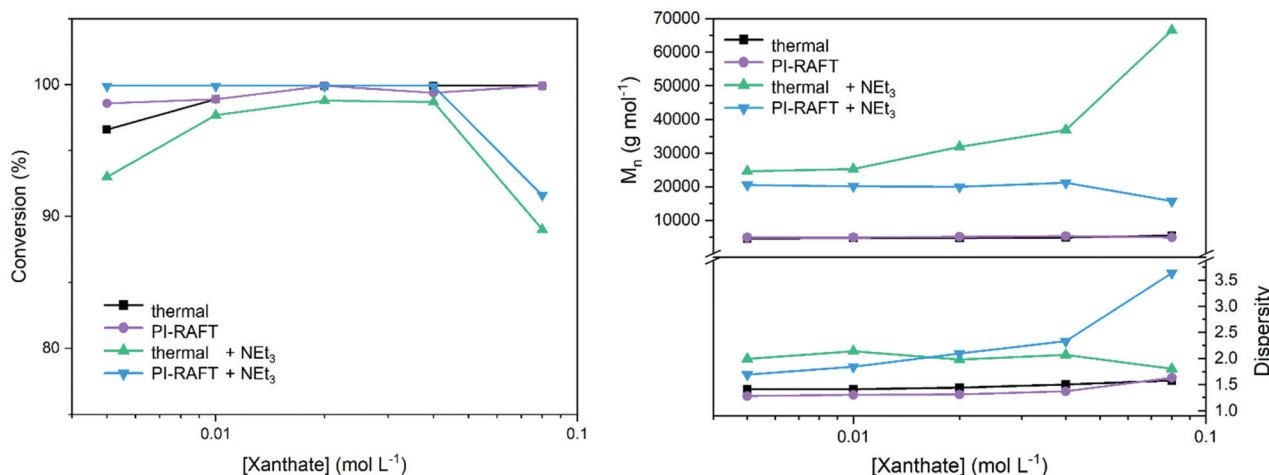 100
90
80
Conversion (%)
thermal
PI-RAFT
thermal + NEt₃
PI-RAFT + NEt₃
0.01
0.1
[Xanthate] (mol L⁻¹)
70000
60000
50000
40000
30000
20000
10000
Mₙ (g mol⁻¹)
thermal
PI-RAFT
thermal + NEt₃
PI-RAFT + NEt₃
3.5
3.0
2.5
2.0
1.5
1.0
Dispersity
0.01
0.1
[Xanthate] (mol L⁻¹)